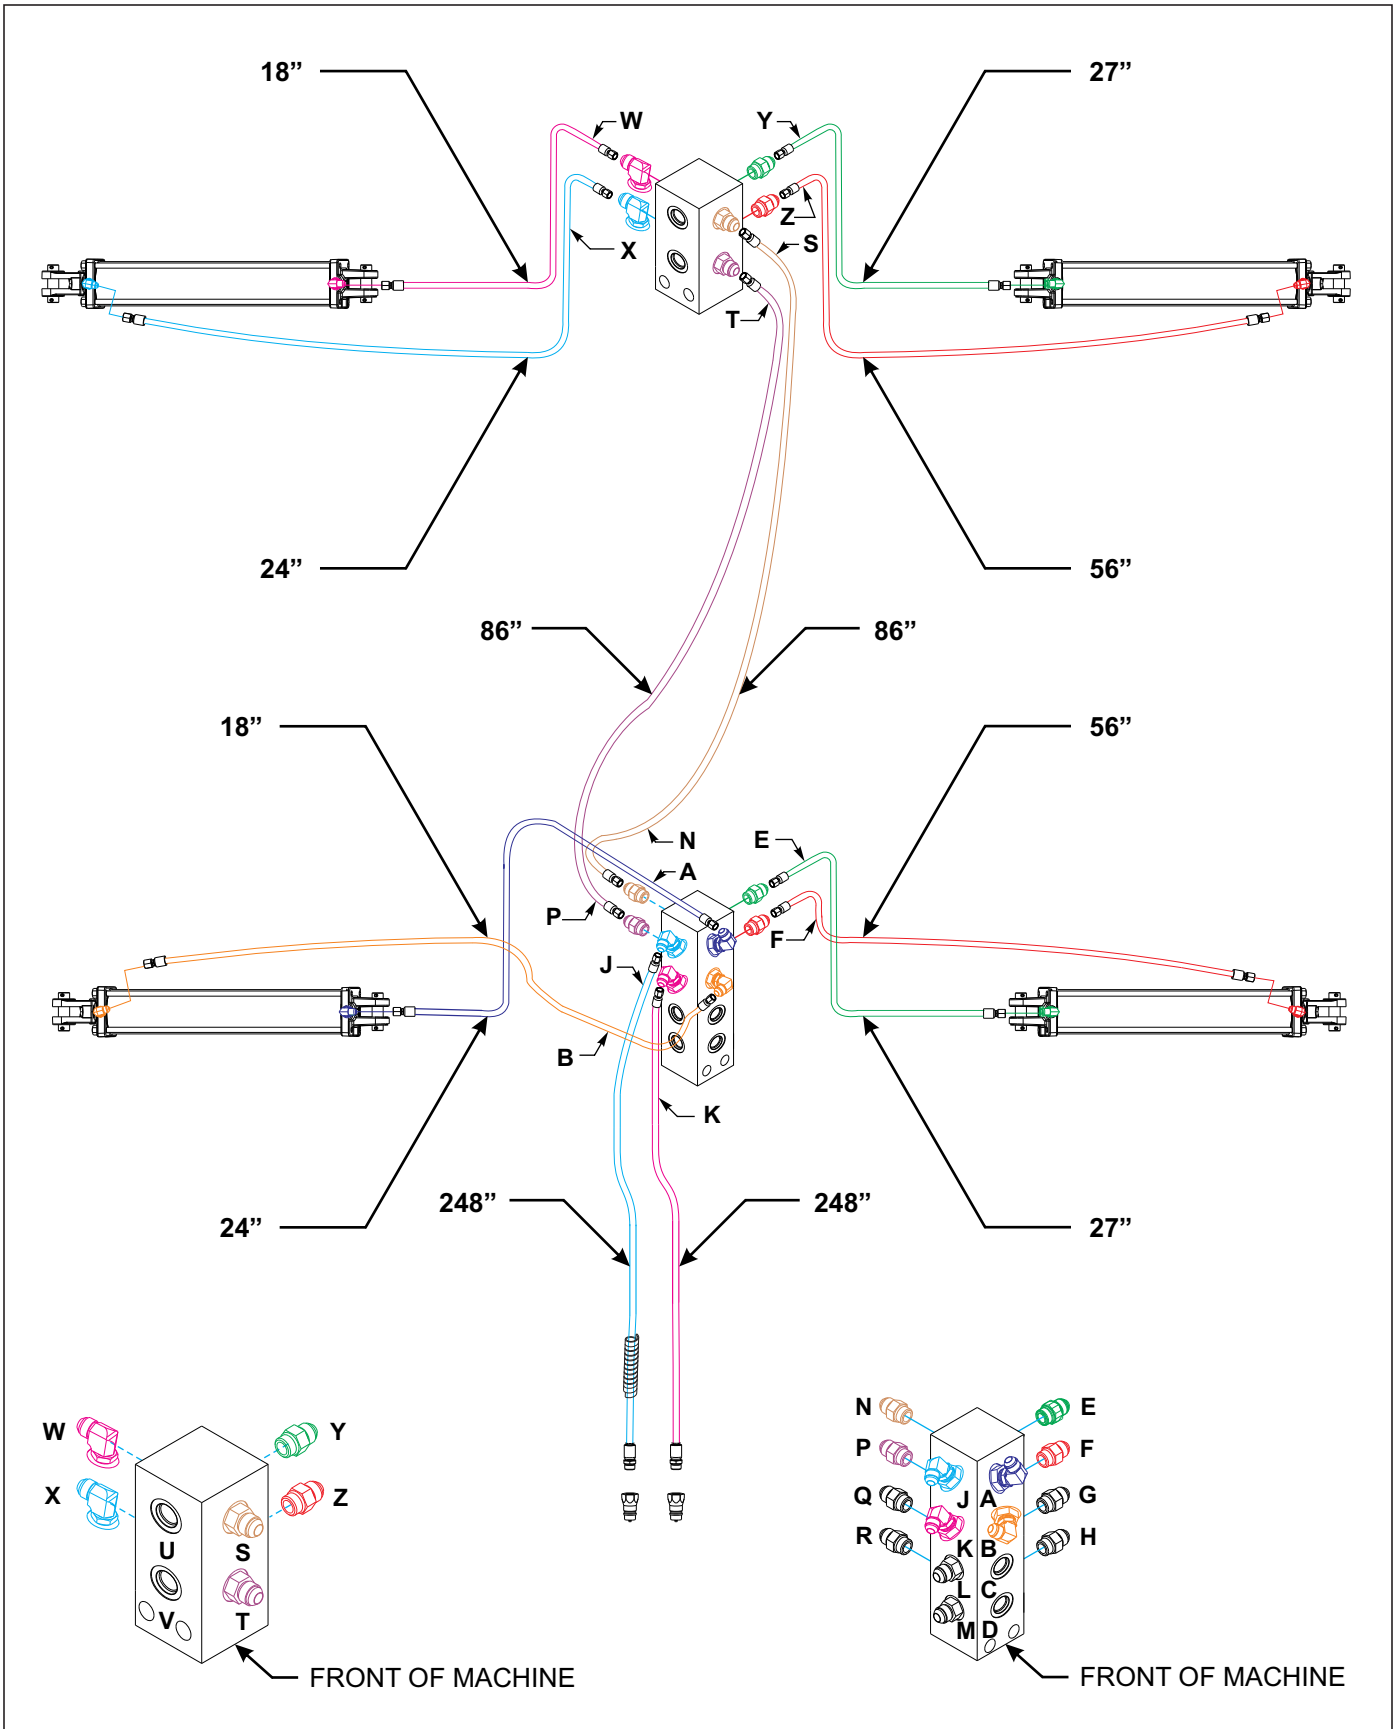 18” 27”
W Y
Z S
X
T
24” 56”
86” 86”
18” 56”
N E
A
P F
J
B
K
248” 248”
24” 27”
W Y
X Z
U S
V T
FRONT OF MACHINE
N E
P F
J A
Q G
K B
R H
L C
M D
FRONT OF MACHINE